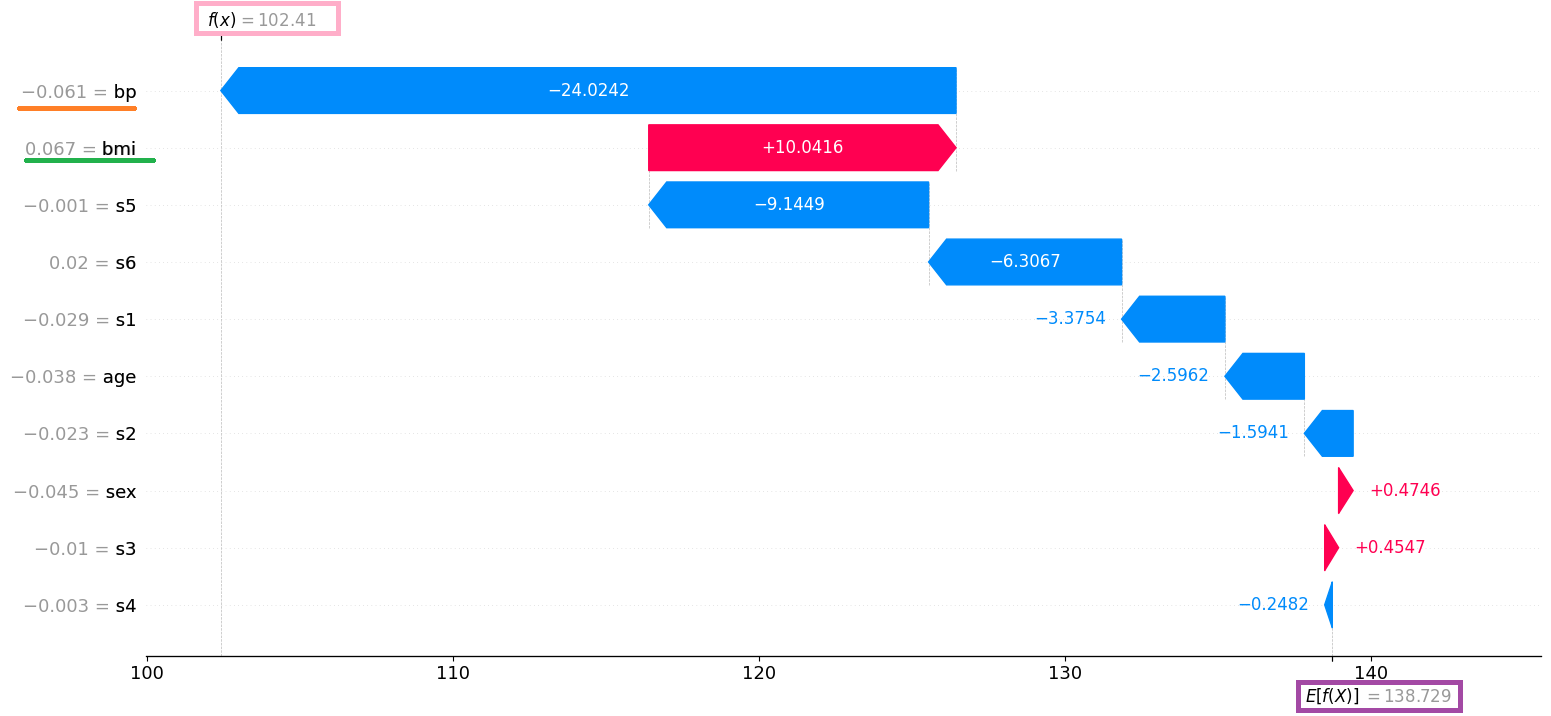 f(x) = 102.41
−0.061 = bp −24.0242
0.067 = bmi +10.0416
−0.001 = s5 −9.1449
0.02 = s6 −6.3067
−0.029 = s1 −3.3754
−0.038 = age −2.5962
−0.023 = s2 −1.5941
−0.045 = sex +0.4746
−0.01 = s3 +0.4547
−0.003 = s4 −0.2482
100 110 120 130 140
E[f(X)] = 138.729